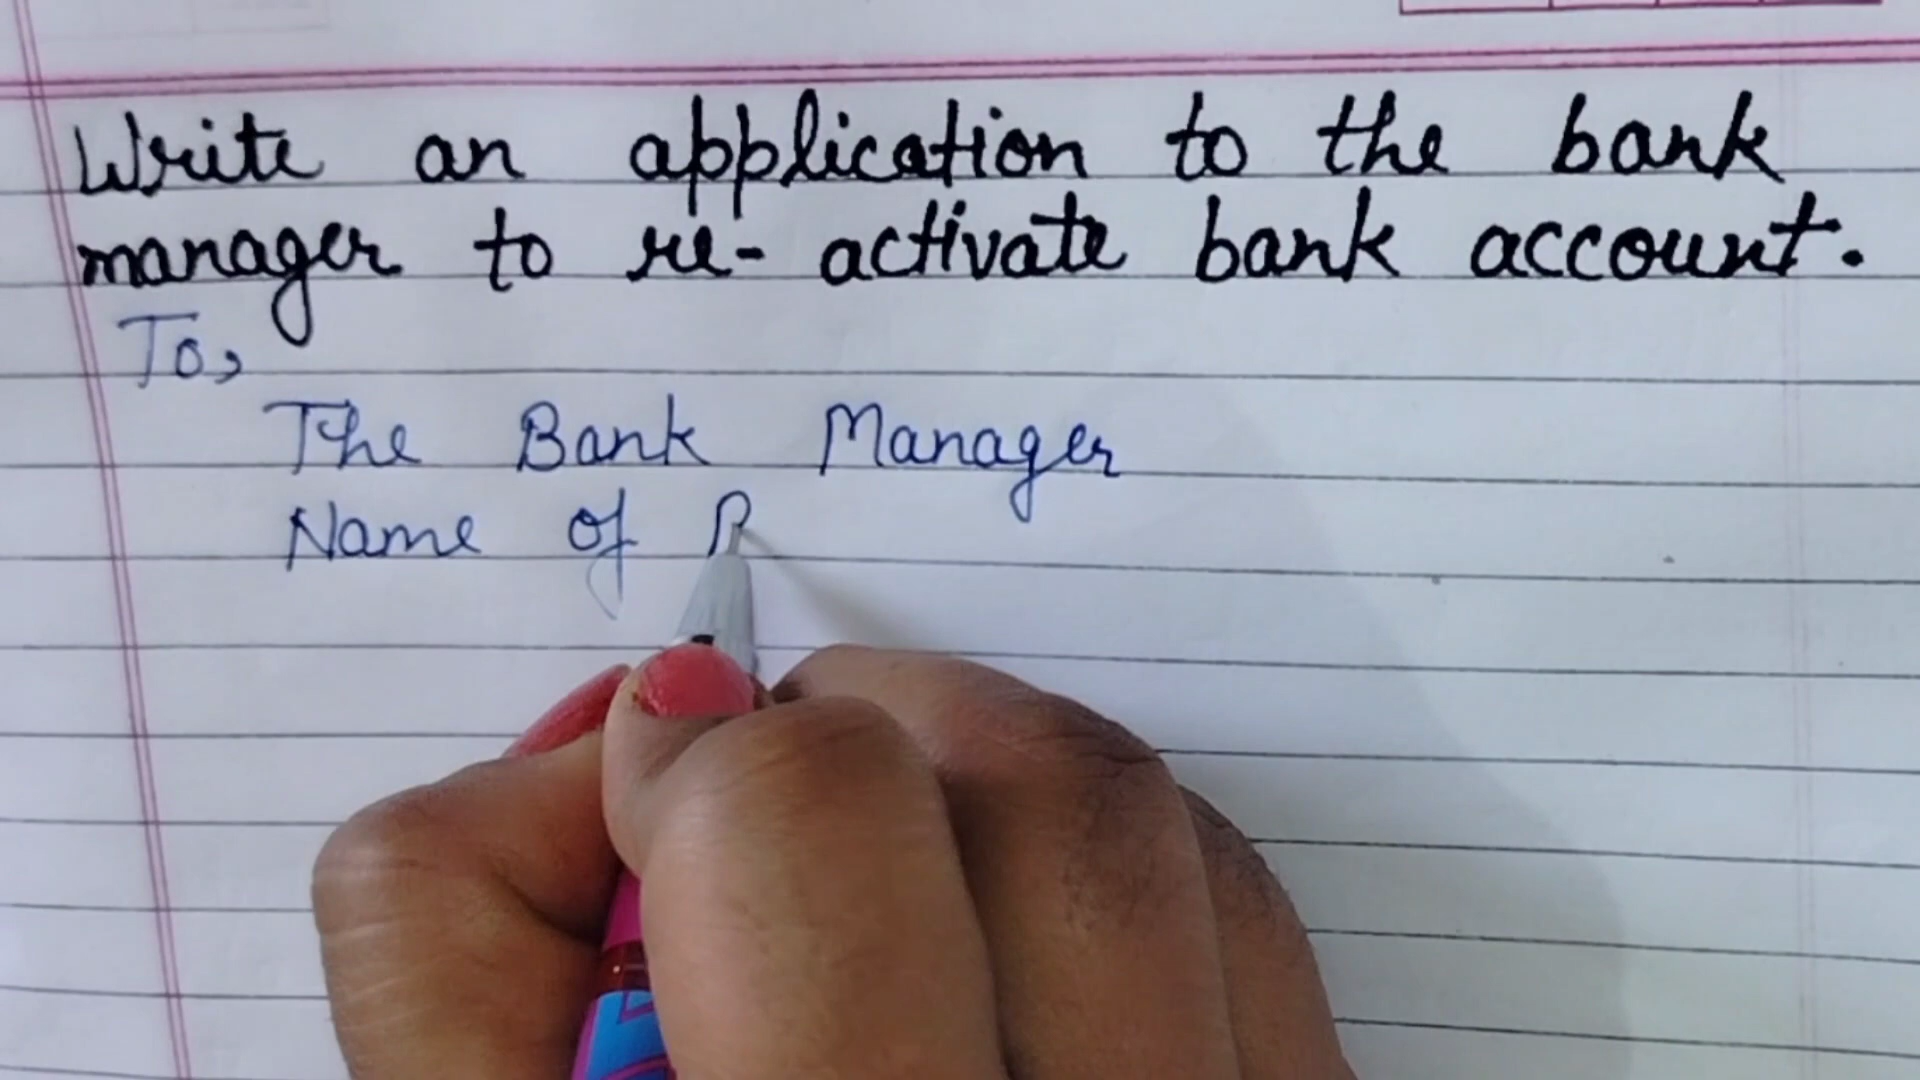 Write an application to the bank
manager to re-activate bank account.
To,
The Bank Manager
Name of